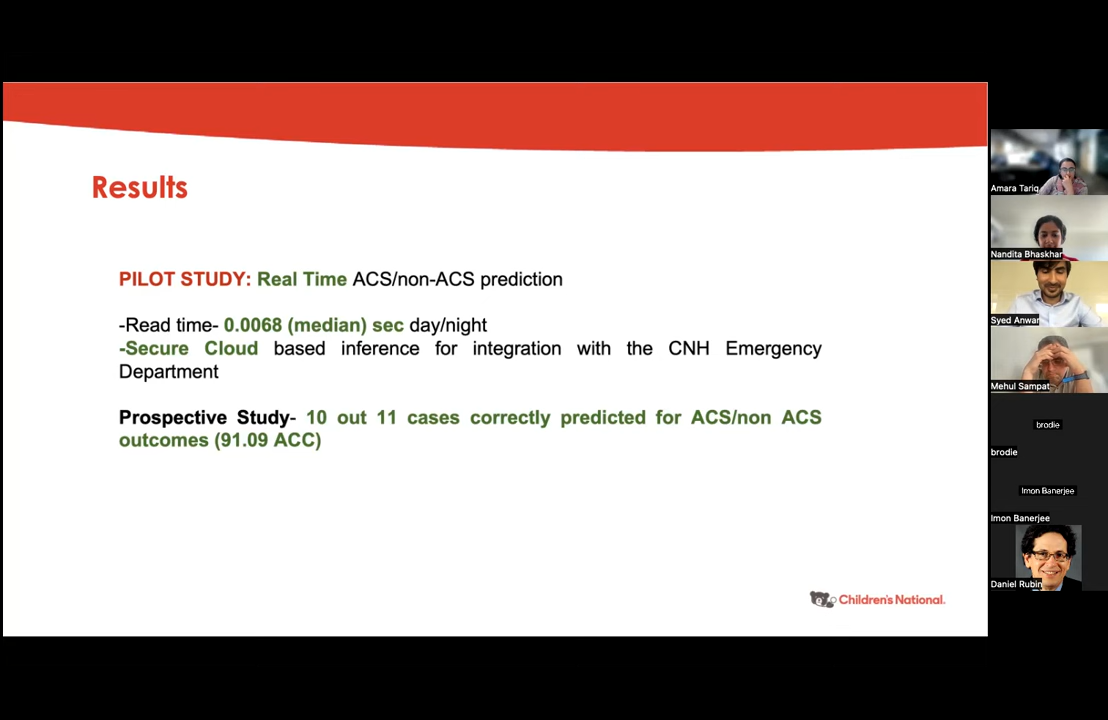 Results
PILOT STUDY: Real Time ACS/non-ACS prediction
-Read time- 0.0068 (median) sec day/night
-Secure Cloud based inference for integration with the CNH Emergency
Department
Prospective Study- 10 out 11 cases correctly predicted for ACS/non ACS
outcomes (91.09 ACC)
Children's National.
Amara Tariq
Nandita Bhaskhar
Syed Anwar
Mehul Sampat
brodie
brodie
Imon Banerjee
Imon Banerjee
Daniel Rubin